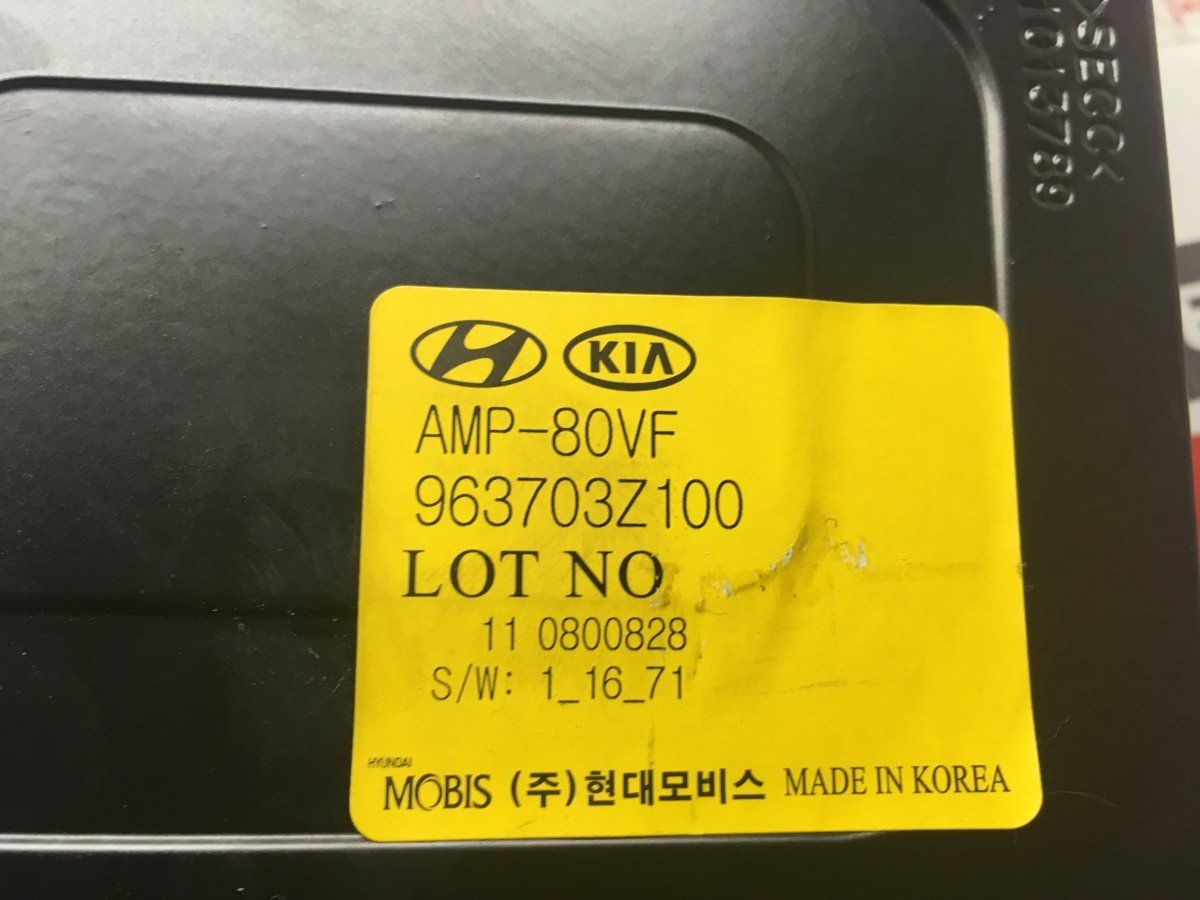 >SECC<
1013789
KIA
AMP-80VF
963703Z100
LOT NO
11 0800828
S/W: 1_16_71
HYUNDAI
MOBIS (주)현대모비스 MADE IN KOREA